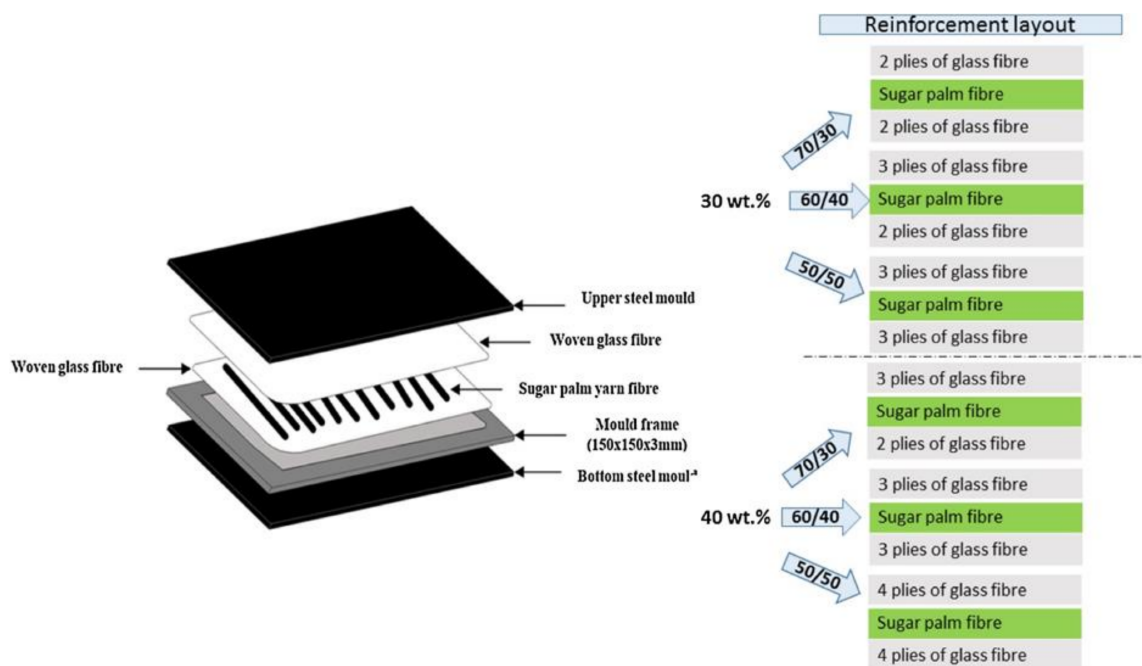 Reinforcement layout
2 plies of glass fibre
Sugar palm fibre
2 plies of glass fibre
70/30
3 plies of glass fibre
30 wt.%
60/40
Sugar palm fibre
2 plies of glass fibre
50/50
3 plies of glass fibre
Sugar palm fibre
3 plies of glass fibre
Upper steel mould
Woven glass fibre
Woven glass fibre
Sugar palm yarn fibre
Mould frame
(150x150x3mm)
Bottom steel moul
3 plies of glass fibre
Sugar palm fibre
2 plies of glass fibre
70/30
3 plies of glass fibre
40 wt.%
60/40
Sugar palm fibre
3 plies of glass fibre
50/50
4 plies of glass fibre
Sugar palm fibre
4 plies of glass fibre